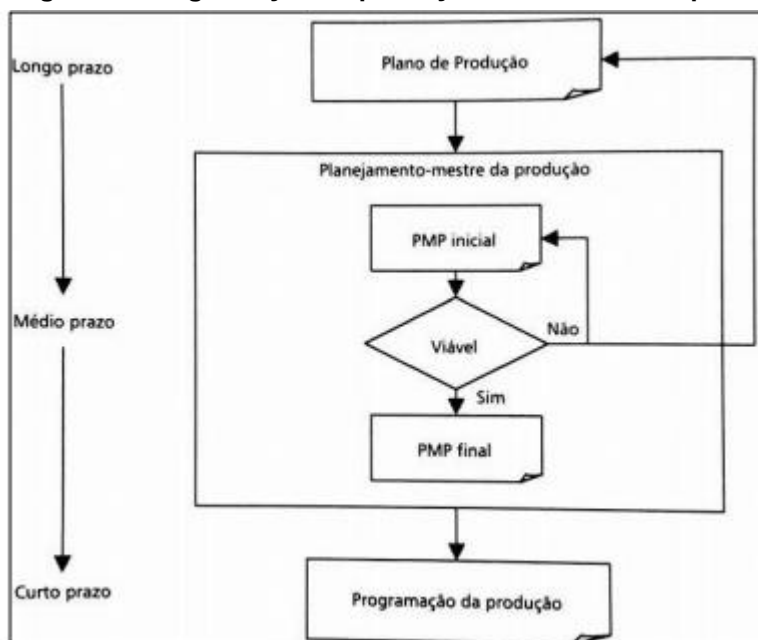 Longo prazo
Plano de Produção
Planejamento-mestre da produção
PMP inicial
Médio prazo
Viável
Não
Sim
PMP final
Curto prazo
Programação da produção